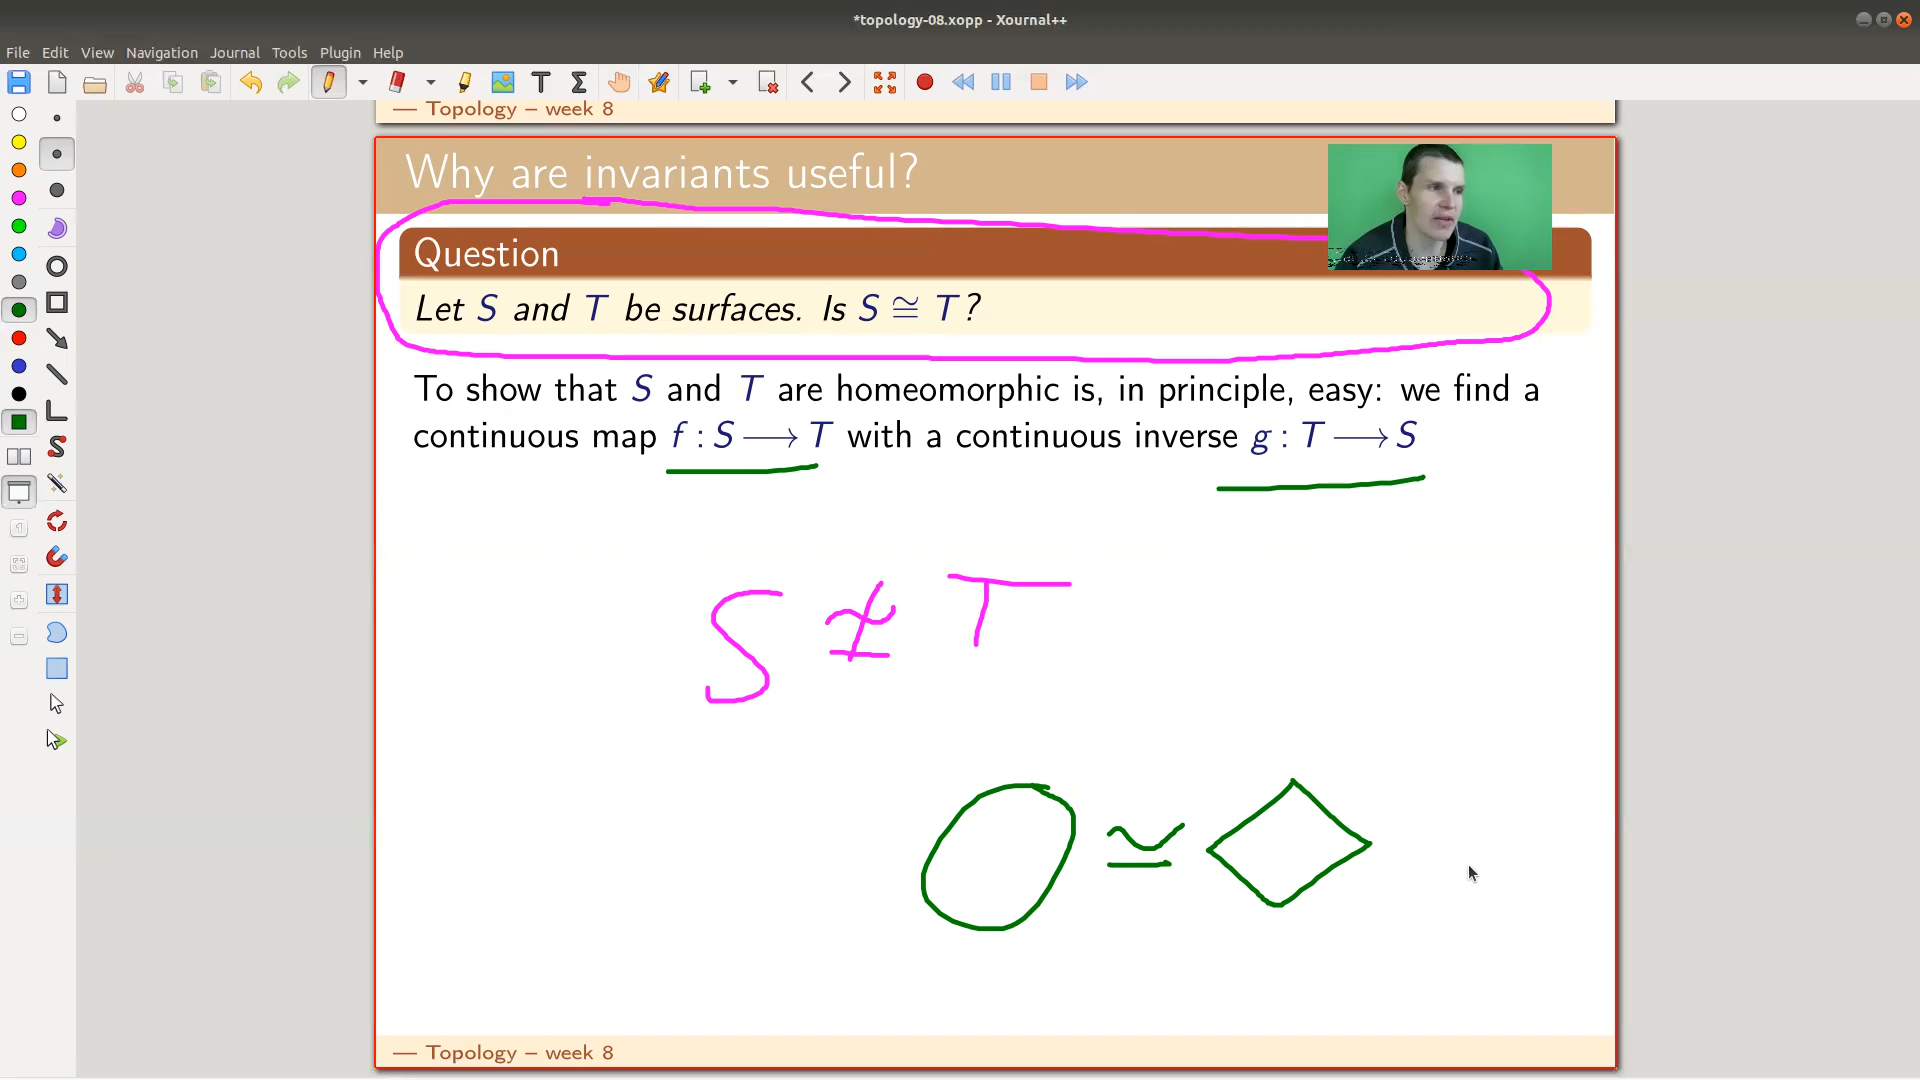 *topology-08.xopp - Xournal++
File Edit View Navigation Journal Tools Plugin Help
— Topology – week 8
Why are invariants useful?
Question
Let S and T be surfaces. Is S ≅ T?
To show that S and T are homeomorphic is, in principle, easy: we find a
continuous map f : S ⟶ T with a continuous inverse g : T ⟶ S
S ≇ T
≅
— Topology – week 8